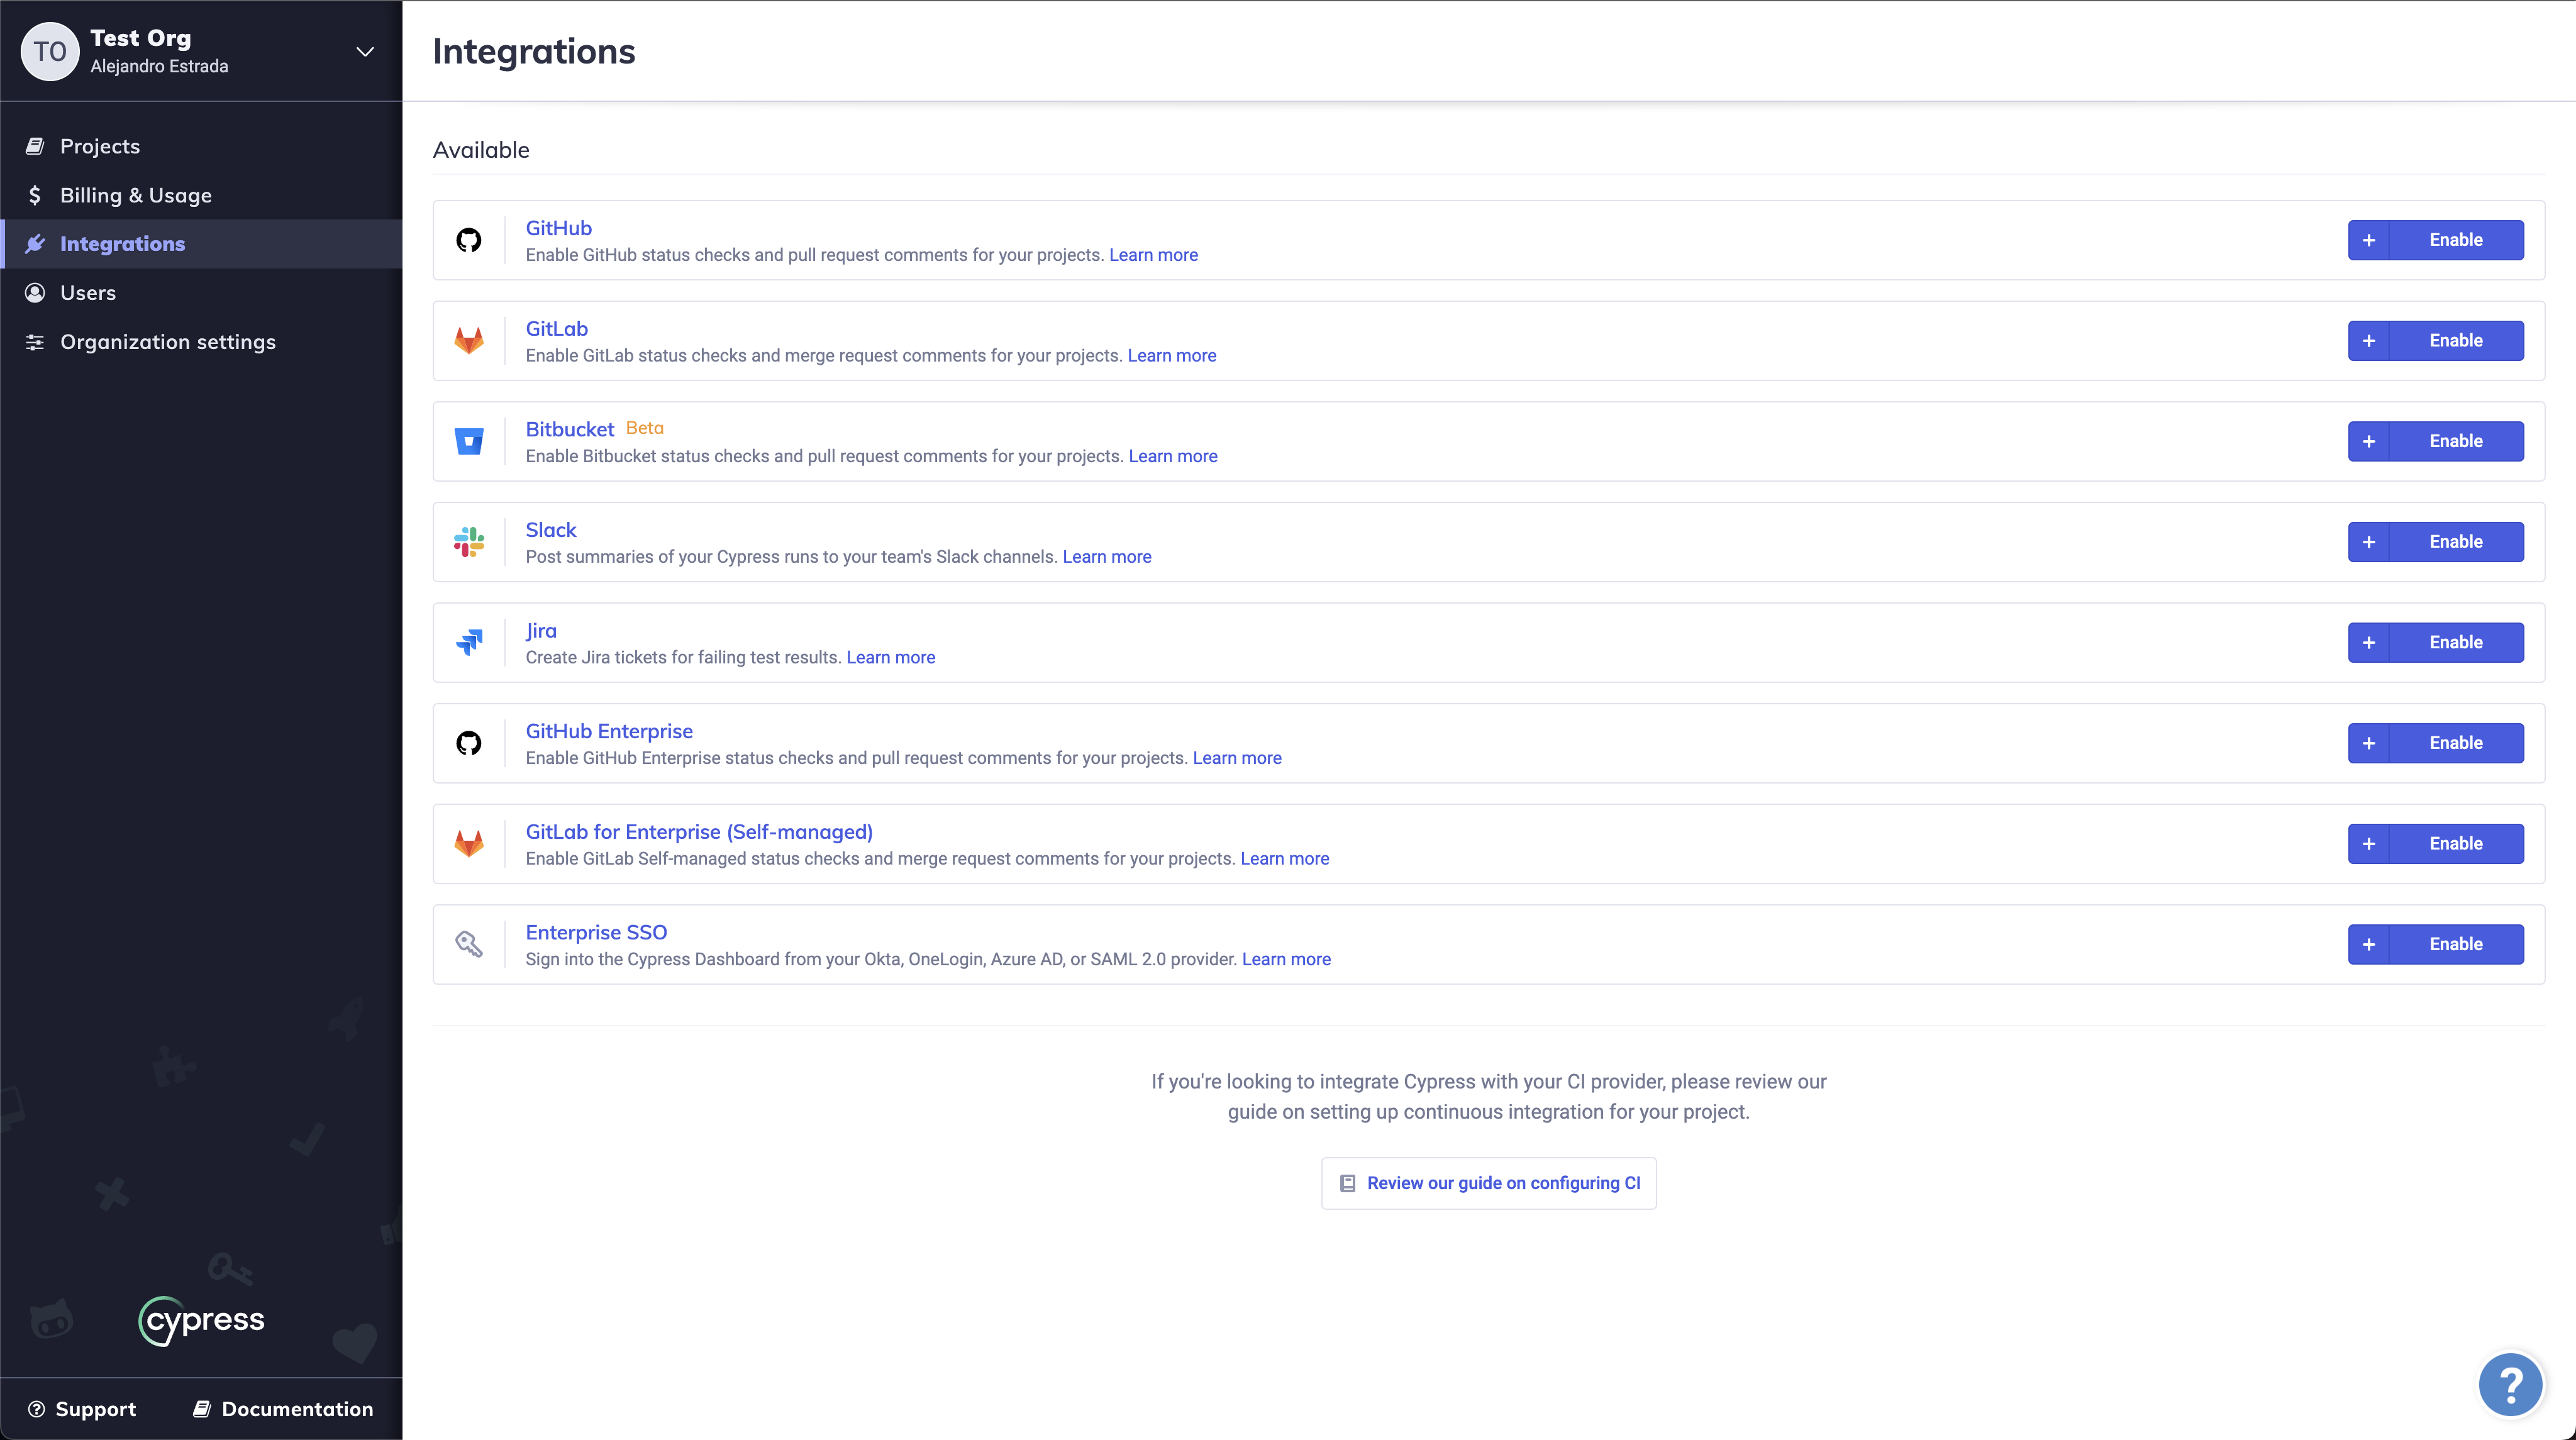 TO
Test Org
Alejandro Estrada
Projects
Billing & Usage
Integrations
Users
Organization settings
cypress
Support
Documentation
Integrations
Available
GitHub
Enable GitHub status checks and pull request comments for your projects. Learn more
Enable
GitLab
Enable GitLab status checks and merge request comments for your projects. Learn more
Enable
Bitbucket Beta
Enable Bitbucket status checks and pull request comments for your projects. Learn more
Enable
Slack
Post summaries of your Cypress runs to your team's Slack channels. Learn more
Enable
Jira
Create Jira tickets for failing test results. Learn more
Enable
GitHub Enterprise
Enable GitHub Enterprise status checks and pull request comments for your projects. Learn more
Enable
GitLab for Enterprise (Self-managed)
Enable GitLab Self-managed status checks and merge request comments for your projects. Learn more
Enable
Enterprise SSO
Sign into the Cypress Dashboard from your Okta, OneLogin, Azure AD, or SAML 2.0 provider. Learn more
Enable
If you're looking to integrate Cypress with your CI provider, please review our
guide on setting up continuous integration for your project.
Review our guide on configuring CI
?